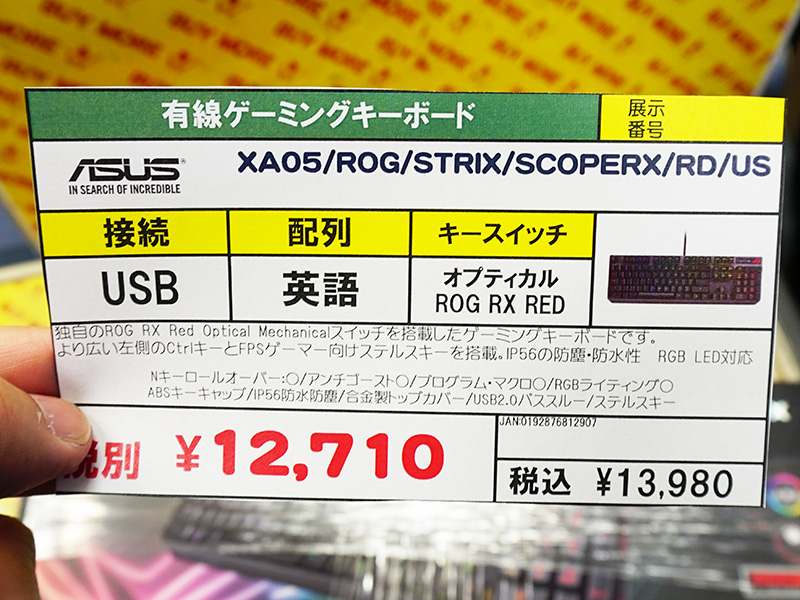 BUY MORE!
有線ゲーミングキーボード
展示
番号
ASUS
IN SEARCH OF INCREDIBLE
XA05/ROG/STRIX/SCOPERX/RD/US
接続
配列
キースイッチ
USB
英語
オプティカル
ROG RX RED
独自のROG RX Red Optical Mechanicalスイッチを搭載したゲーミングキーボードです。
より広い左側のCtrlキーとFPSゲーマー向けステルスキーを搭載。IP56の防塵・防水性 RGB LED対応
Nキーロールオーバー:○/アンチゴースト○/プログラム・マクロ○/RGBライティング○
ABSキーキャップ/IP56防水防塵/合金製トップカバー/USB2.0パススルー/ステルスキー
税別 ¥12,710
JAN:0192876812907
税込 ¥13,980